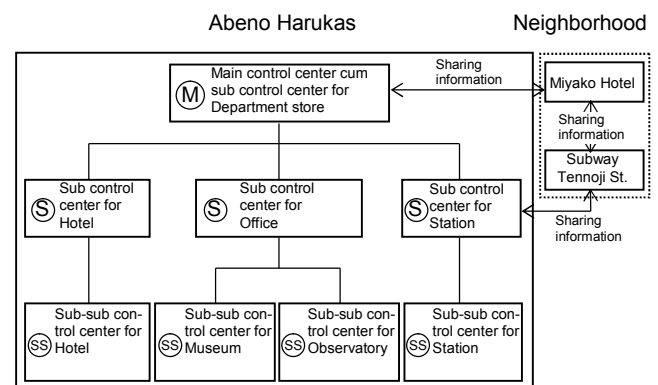 Abeno Harukas
Neighborhood
M
Main control center cum
sub control center for
Department store
Sharing
information
Miyako Hotel
Sharing
information
Subway
Tennoji St.
Sharing
information
S
Sub control
center for
Hotel
S
Sub control
center for
Office
S
Sub control
center for
Station
SS
Sub-sub con-
trol center for
Hotel
SS
Sub-sub con-
trol center for
Museum
SS
Sub-sub con-
trol center for
Observatory
SS
Sub-sub con-
trol center for
Station